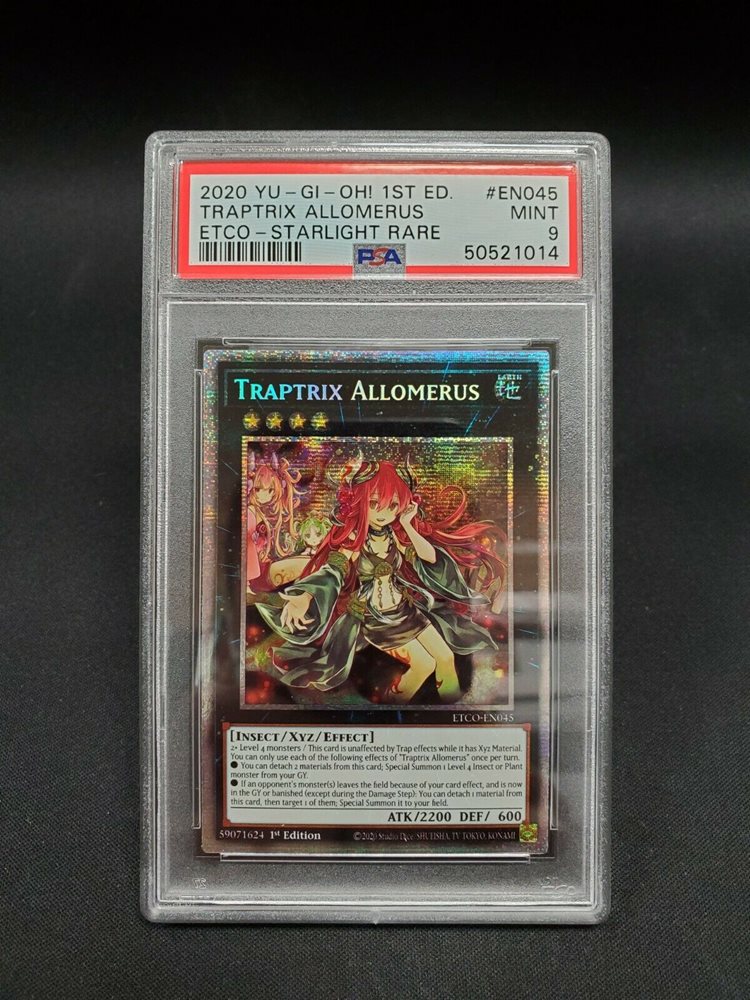 2020 YU-GI-OH! 1ST ED. #EN045
TRAPTRIX ALLOMERUS MINT
ETCO-STARLIGHT RARE 9
PSA 50521014
TRAPTRIX ALLOMERUS
EARTH
地
ETCO-EN045
[INSECT/XYZ/EFFECT]
2+ Level 4 monsters / This card is unaffected by Trap effects while it has Xyz Material.
You can only use each of the following effects of "Traptrix Allomerus" once per turn.
● You can detach 2 materials from this card; Special Summon 1 Level 4 Insect or Plant
monster from your GY.
● If an opponent's monster(s) leaves the field because of your card effect, and is now
in the GY or banished (except during the Damage Step): You can detach 1 material from
this card, then target 1 of them; Special Summon it to your field.
ATK/2200 DEF/ 600
59071624 1st Edition ©2020 Studio Dice/SHUEISHA, TV TOKYO, KONAMI